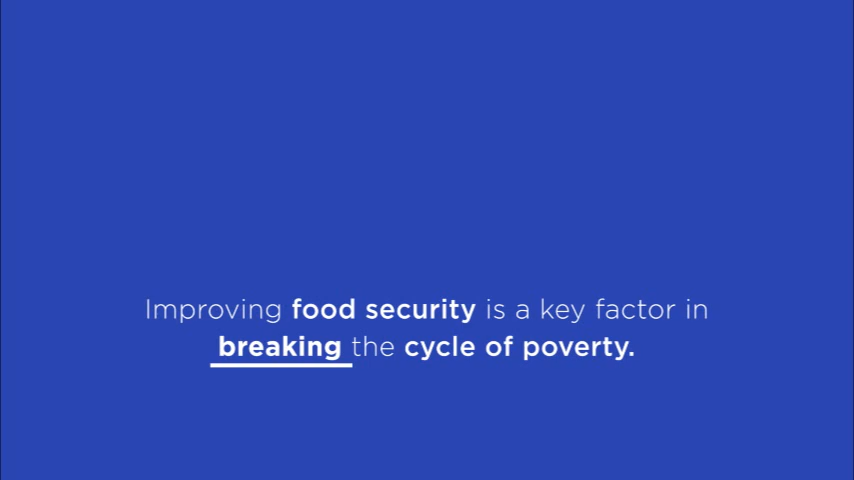 Improving food security is a key factor in
breaking the cycle of poverty.